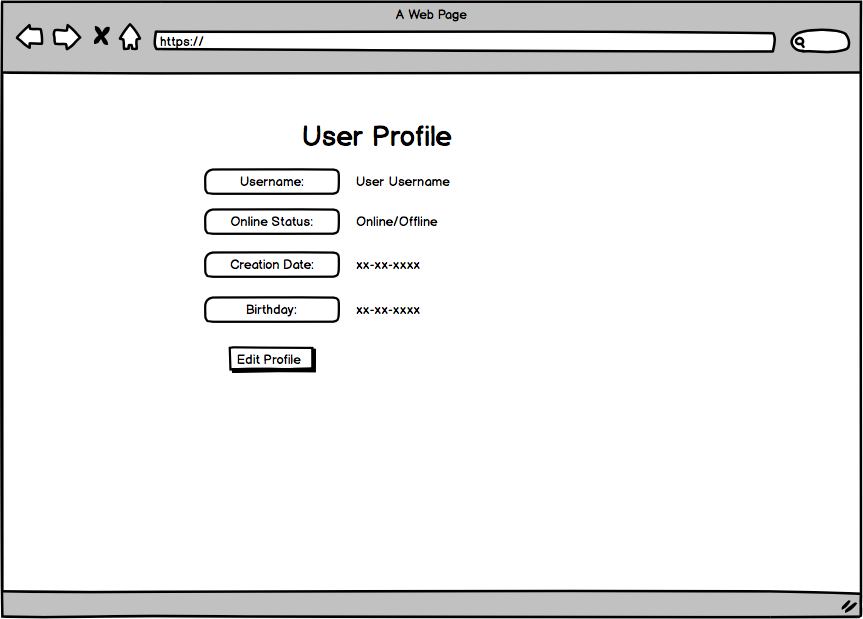 A Web Page
https://
User Profile
Username: User Username
Online Status: Online/Offline
Creation Date: xx-xx-xxxx
Birthday: xx-xx-xxxx
Edit Profile